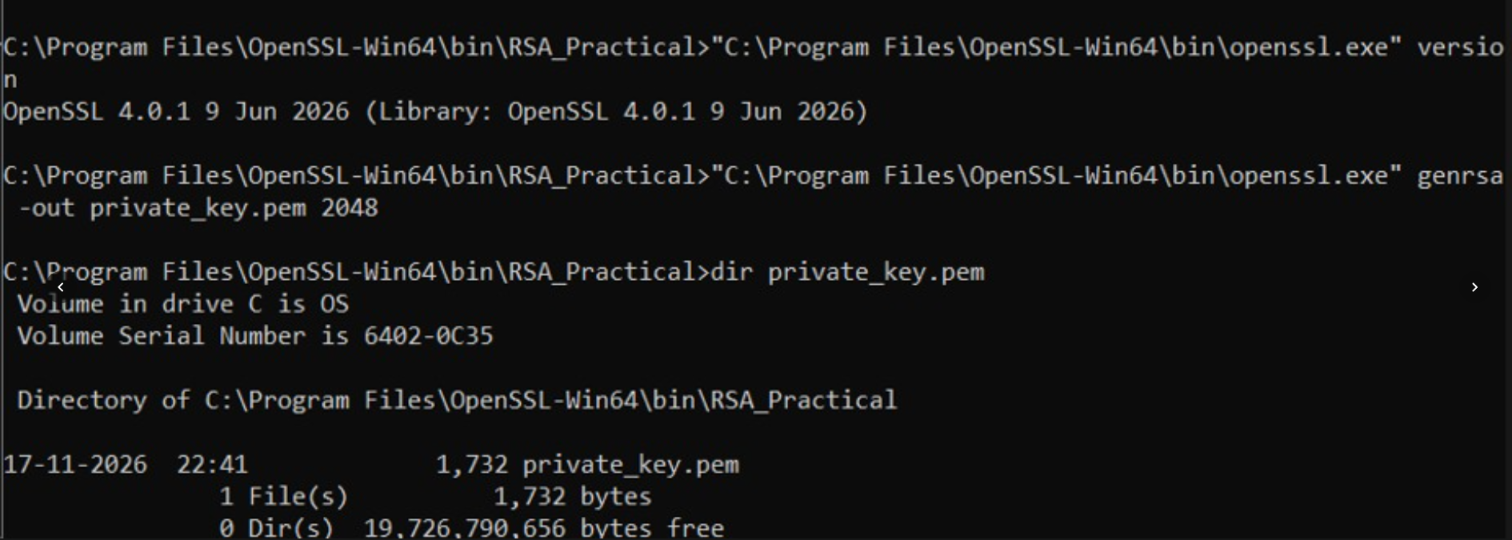 C:\Program Files\OpenSSL-Win64\bin\RSA_Practical>"C:\Program Files\OpenSSL-Win64\bin\openssl.exe" versio
n
OpenSSL 4.0.1 9 Jun 2026 (Library: OpenSSL 4.0.1 9 Jun 2026)
C:\Program Files\OpenSSL-Win64\bin\RSA_Practical>"C:\Program Files\OpenSSL-Win64\bin\openssl.exe" genrsa
 -out private_key.pem 2048
C:\Program Files\OpenSSL-Win64\bin\RSA_Practical>dir private_key.pem
 Volume in drive C is OS
 Volume Serial Number is 6402-0C35
 Directory of C:\Program Files\OpenSSL-Win64\bin\RSA_Practical
17-11-2026  22:41             1,732 private_key.pem
               1 File(s)          1,732 bytes
               0 Dir(s)  19,726,790,656 bytes free